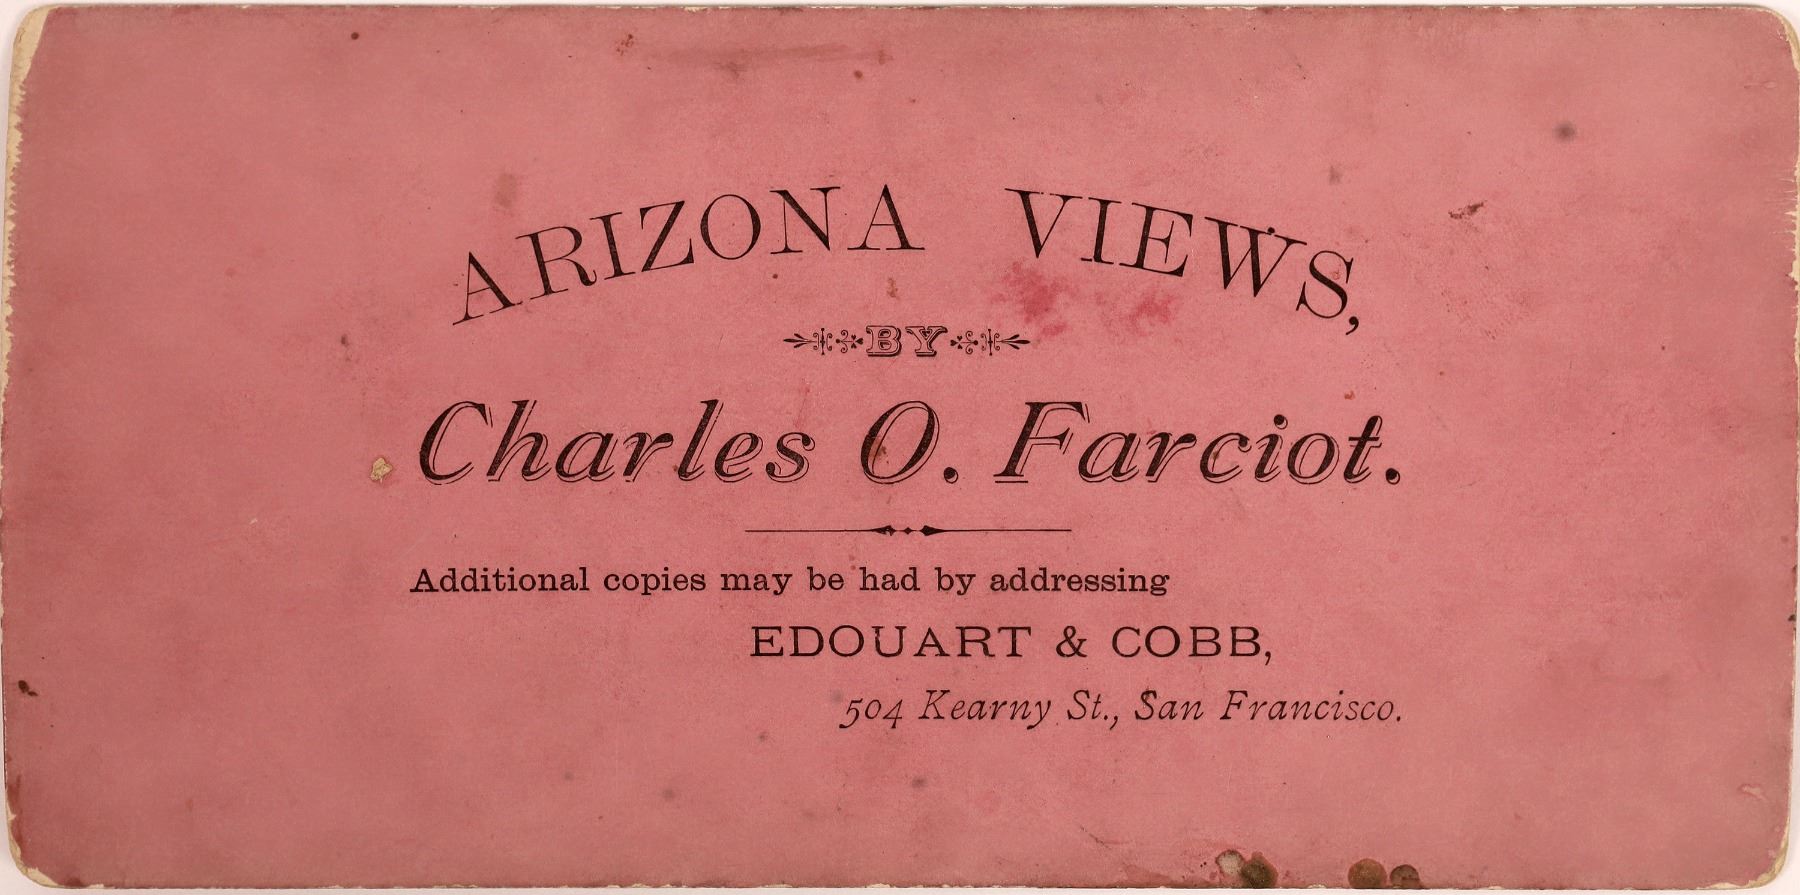 ARIZONA VIEWS,
BY
Charles O. Farciot.
Additional copies may be had by addressing
EDOUART & COBB,
504 Kearny St., San Francisco.